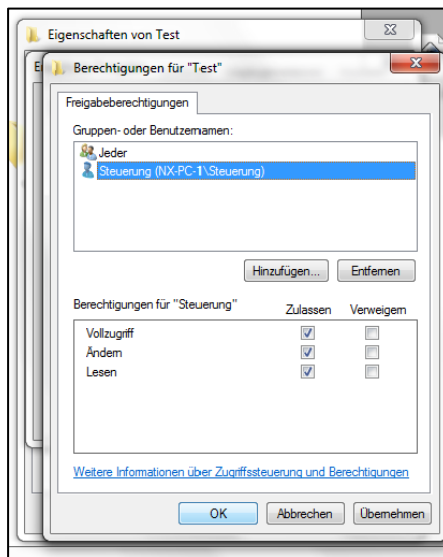 Eigenschaften von Test
E
Berechtigungen für "Test"
Freigabeberechtigungen
Gruppen- oder Benutzernamen:
Jeder
Steuerung (NX-PC-1\Steuerung)
Hinzufügen... Entfernen
Berechtigungen für "Steuerung" Zulassen Verweigern
Vollzugriff
Ändern
Lesen
Weitere Informationen über Zugriffssteuerung und Berechtigungen
OK Abbrechen Übernehmen